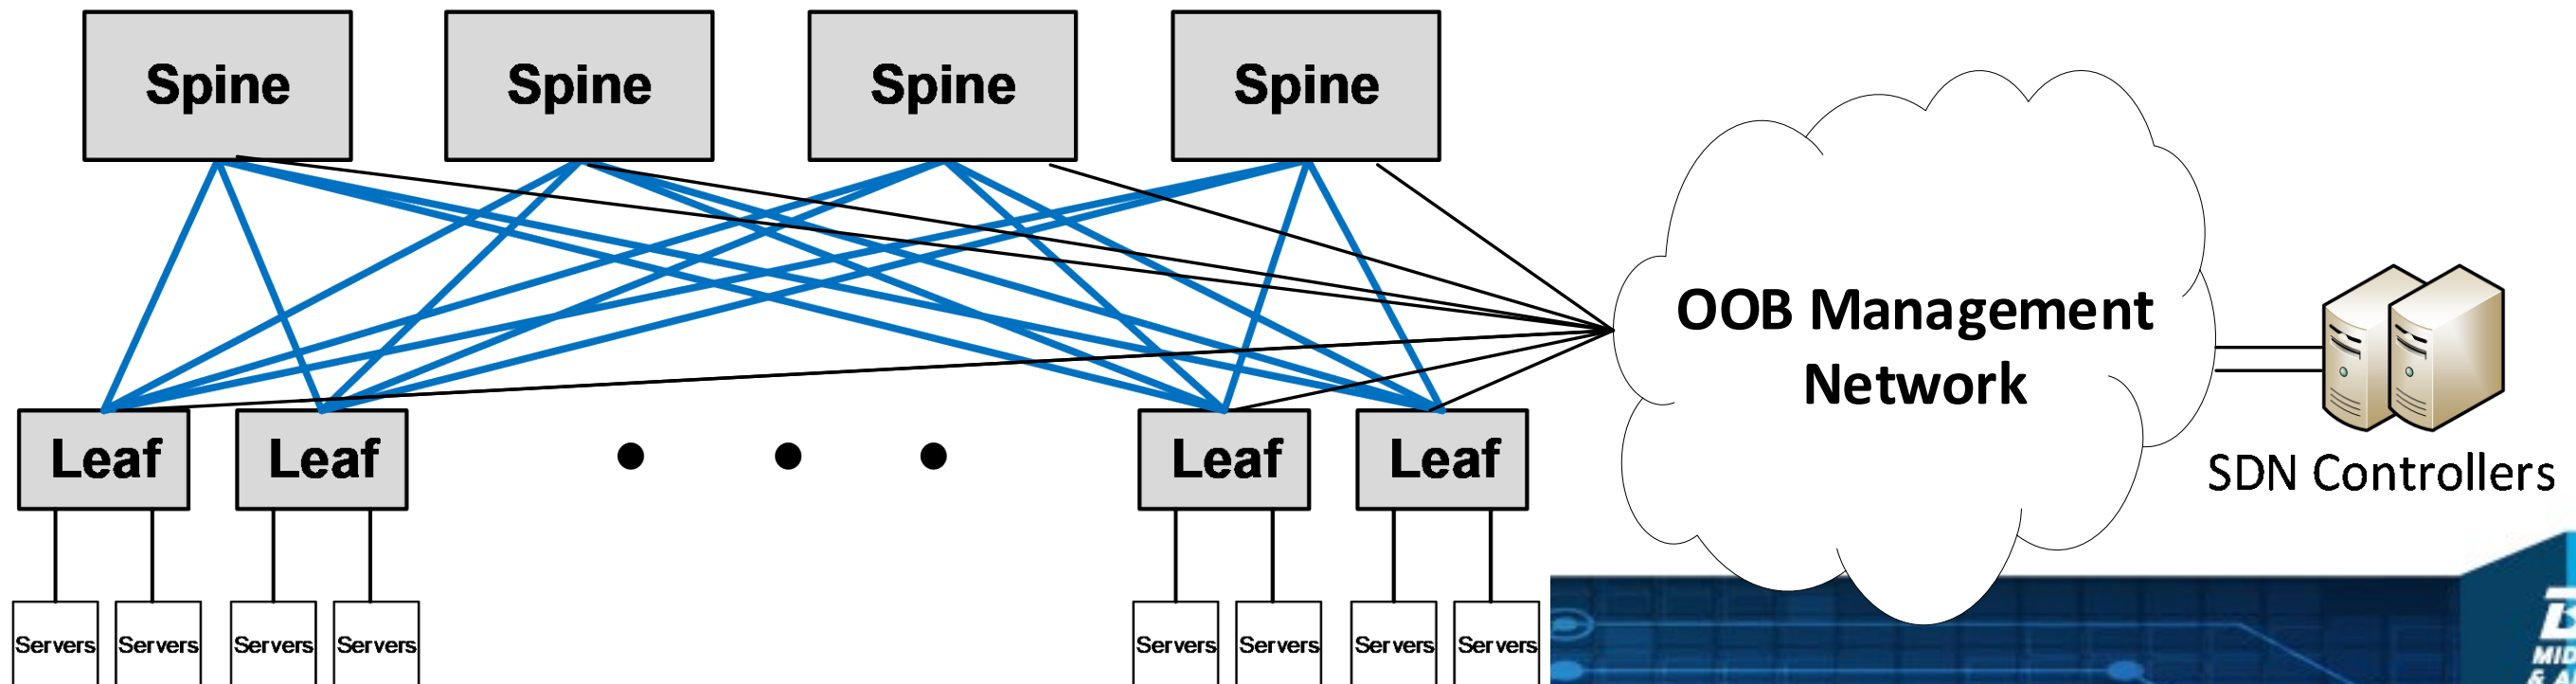 Spine Spine Spine Spine
OOB Management
Network
Leaf Leaf Leaf Leaf
SDN Controllers
Servers Servers Servers Servers Servers Servers Servers Servers